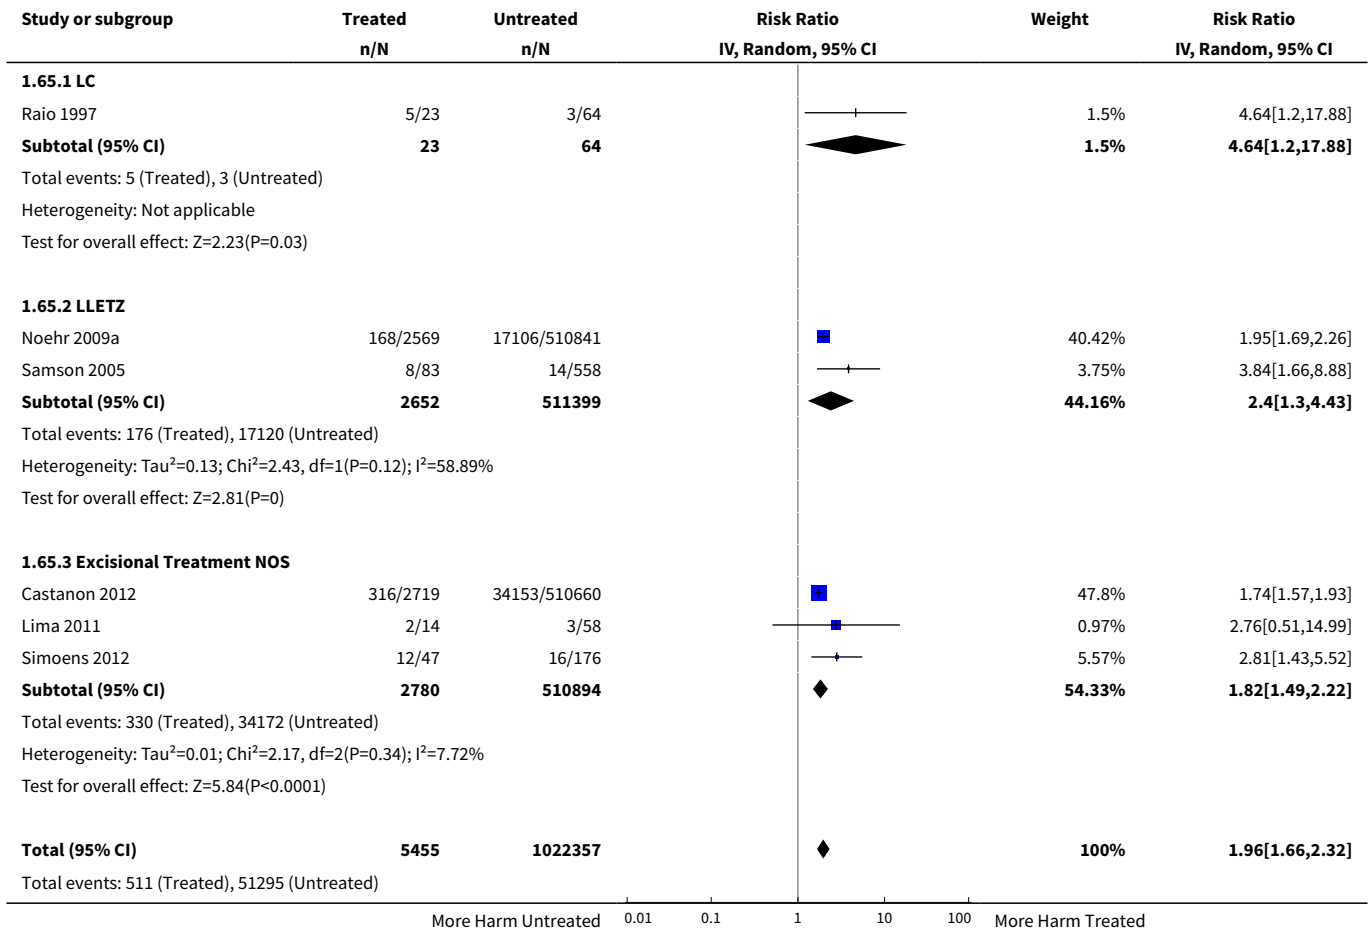 Study or subgroup Treated Untreated Risk Ratio Weight Risk Ratio
n/N n/N IV, Random, 95% CI IV, Random, 95% CI
1.65.1 LC
Raio 1997 5/23 3/64 1.5% 4.64[1.2,17.88]
Subtotal (95% CI) 23 64 1.5% 4.64[1.2,17.88]
Total events: 5 (Treated), 3 (Untreated)
Heterogeneity: Not applicable
Test for overall effect: Z=2.23(P=0.03)
1.65.2 LLETZ
Noehr 2009a 168/2569 17106/510841 40.42% 1.95[1.69,2.26]
Samson 2005 8/83 14/558 3.75% 3.84[1.66,8.88]
Subtotal (95% CI) 2652 511399 44.16% 2.4[1.3,4.43]
Total events: 176 (Treated), 17120 (Untreated)
Heterogeneity: Tau²=0.13; Chi²=2.43, df=1(P=0.12); I²=58.89%
Test for overall effect: Z=2.81(P=0)
1.65.3 Excisional Treatment NOS
Castanon 2012 316/2719 34153/510660 47.8% 1.74[1.57,1.93]
Lima 2011 2/14 3/58 0.97% 2.76[0.51,14.99]
Simoens 2012 12/47 16/176 5.57% 2.81[1.43,5.52]
Subtotal (95% CI) 2780 510894 54.33% 1.82[1.49,2.22]
Total events: 330 (Treated), 34172 (Untreated)
Heterogeneity: Tau²=0.01; Chi²=2.17, df=2(P=0.34); I²=7.72%
Test for overall effect: Z=5.84(P<0.0001)
Total (95% CI) 5455 1022357 100% 1.96[1.66,2.32]
Total events: 511 (Treated), 51295 (Untreated)
More Harm Untreated 0.01 0.1 1 10 100 More Harm Treated